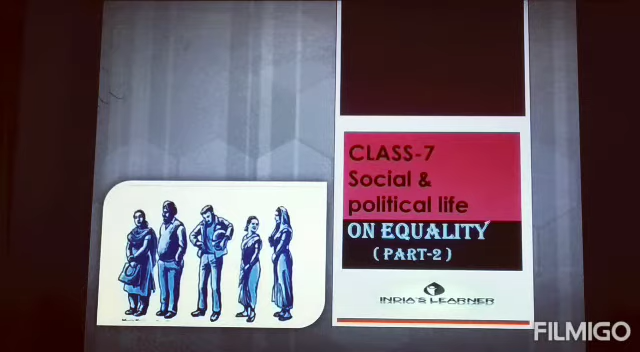 CLASS-7
Social &
political life
ON EQUALITY
( PART-2 )
INDIA'S LEARNER
FILMIGO